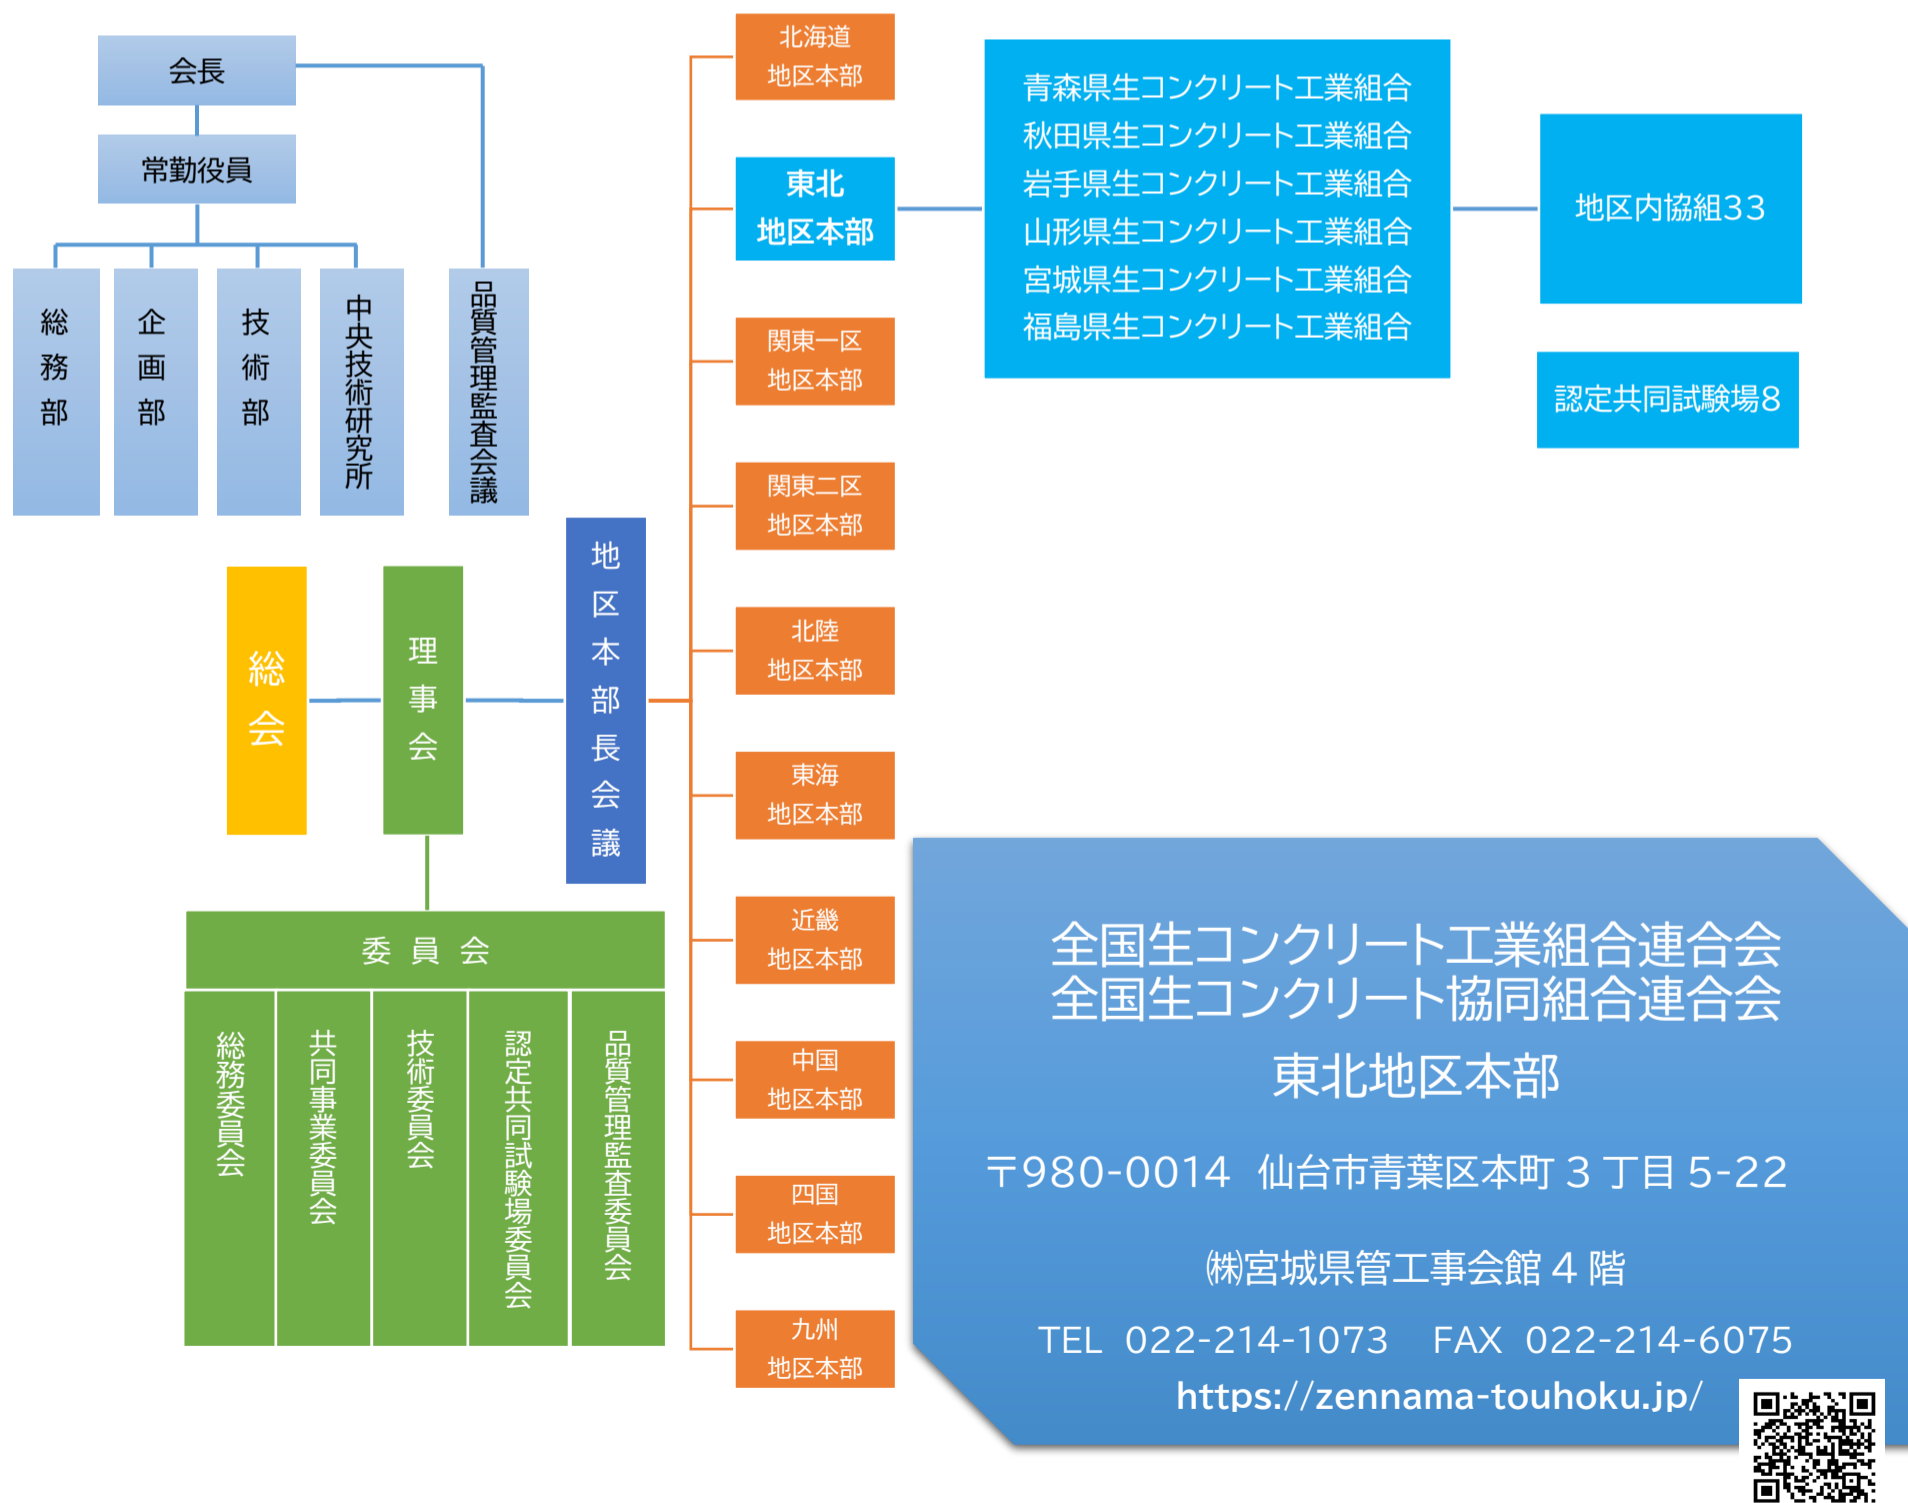 会長
常勤役員
総務部
企画部
技術部
中央技術研究所
品質管理監査会議
総会
理事会
地区本部長会議
委員会
総務委員会
共同事業委員会
技術委員会
認定共同試験場委員会
品質管理監査委員会
北海道
地区本部
東北
地区本部
関東一区
地区本部
関東二区
地区本部
北陸
地区本部
東海
地区本部
近畿
地区本部
中国
地区本部
四国
地区本部
九州
地区本部
青森県生コンクリート工業組合
秋田県生コンクリート工業組合
岩手県生コンクリート工業組合
山形県生コンクリート工業組合
宮城県生コンクリート工業組合
福島県生コンクリート工業組合
地区内協組33
認定共同試験場8
全国生コンクリート工業組合連合会
全国生コンクリート協同組合連合会
東北地区本部
〒980-0014 仙台市青葉区本町 3 丁目 5-22
㈱宮城県管工事会館 4 階
TEL 022-214-1073 FAX 022-214-6075
https://zennama-touhoku.jp/